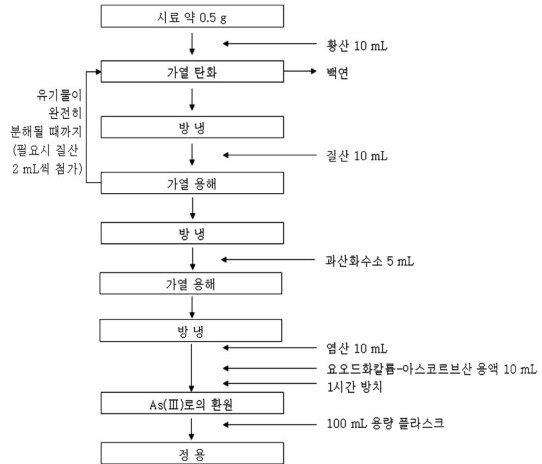 시료 약 0.5 g
황산 10 mL
가열 탄화
백연
유기물이
완전히
분해될 때까지
(필요시 질산
2 mL씩 첨가)
방 냉
질산 10 mL
가열 용해
방 냉
과산화수소 5 mL
가열 용해
방 냉
염산 10 mL
요오드화칼륨-아스코르브산 용액 10 mL
1시간 방치
As(Ⅲ)로의 환원
100 mL 용량 플라스크
정 용